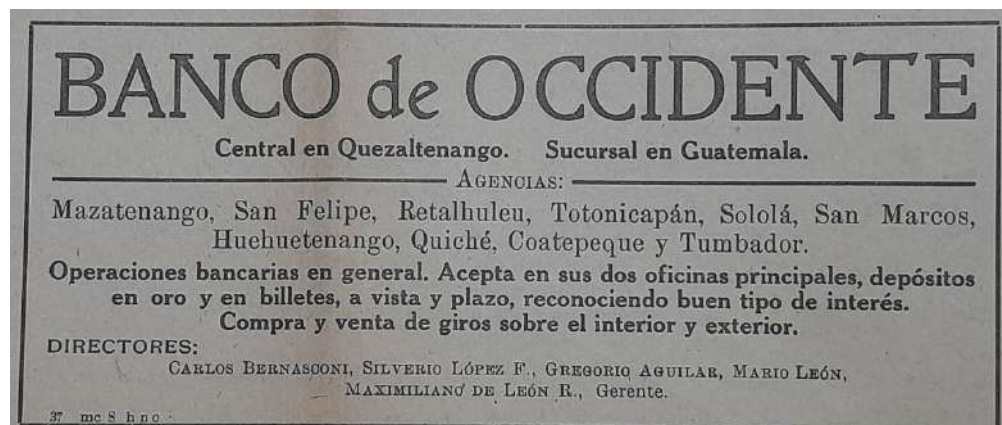 BANCO de OCCIDENTE
Central en Quezaltenango. Sucursal en Guatemala.
AGENCIAS:
Mazatenango, San Felipe, Retalhuleu, Totonicapán, Sololá, San Marcos,
Huehuetenango, Quiché, Coatepeque y Tumbador.
Operaciones bancarias en general. Acepta en sus dos oficinas principales, depósitos
en oro y en billetes, a vista y plazo, reconociendo buen tipo de interés.
Compra y venta de giros sobre el interior y exterior.
DIRECTORES:
CARLOS BERNASCONI, SILVERIO LÓPEZ F., GREGORIO AGUILAR, MARIO LEÓN,
MAXIMILIANO DE LEÓN R., Gerente.
37 mc S h n o